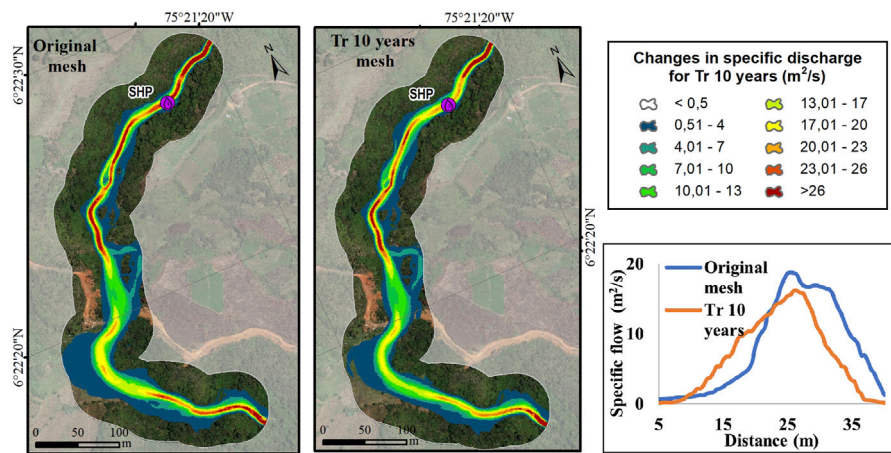 75°21'20"W
75°21'20"W
Original
mesh
N
6°22'30"N
SHP
6°22'20"N
0 50 100
m
Tr 10 years
mesh
N
SHP
6°22'20"N
0 50 100
m
Changes in specific discharge
for Tr 10 years (m²/s)
< 0,5
0,51 - 4
4,01 - 7
7,01 - 10
10,01 - 13
13,01 - 17
17,01 - 20
20,01 - 23
23,01 - 26
>26
Specific flow (m²/s)
20
10
0
Original
mesh
Tr 10
years
5 15 25 35
Distance (m)